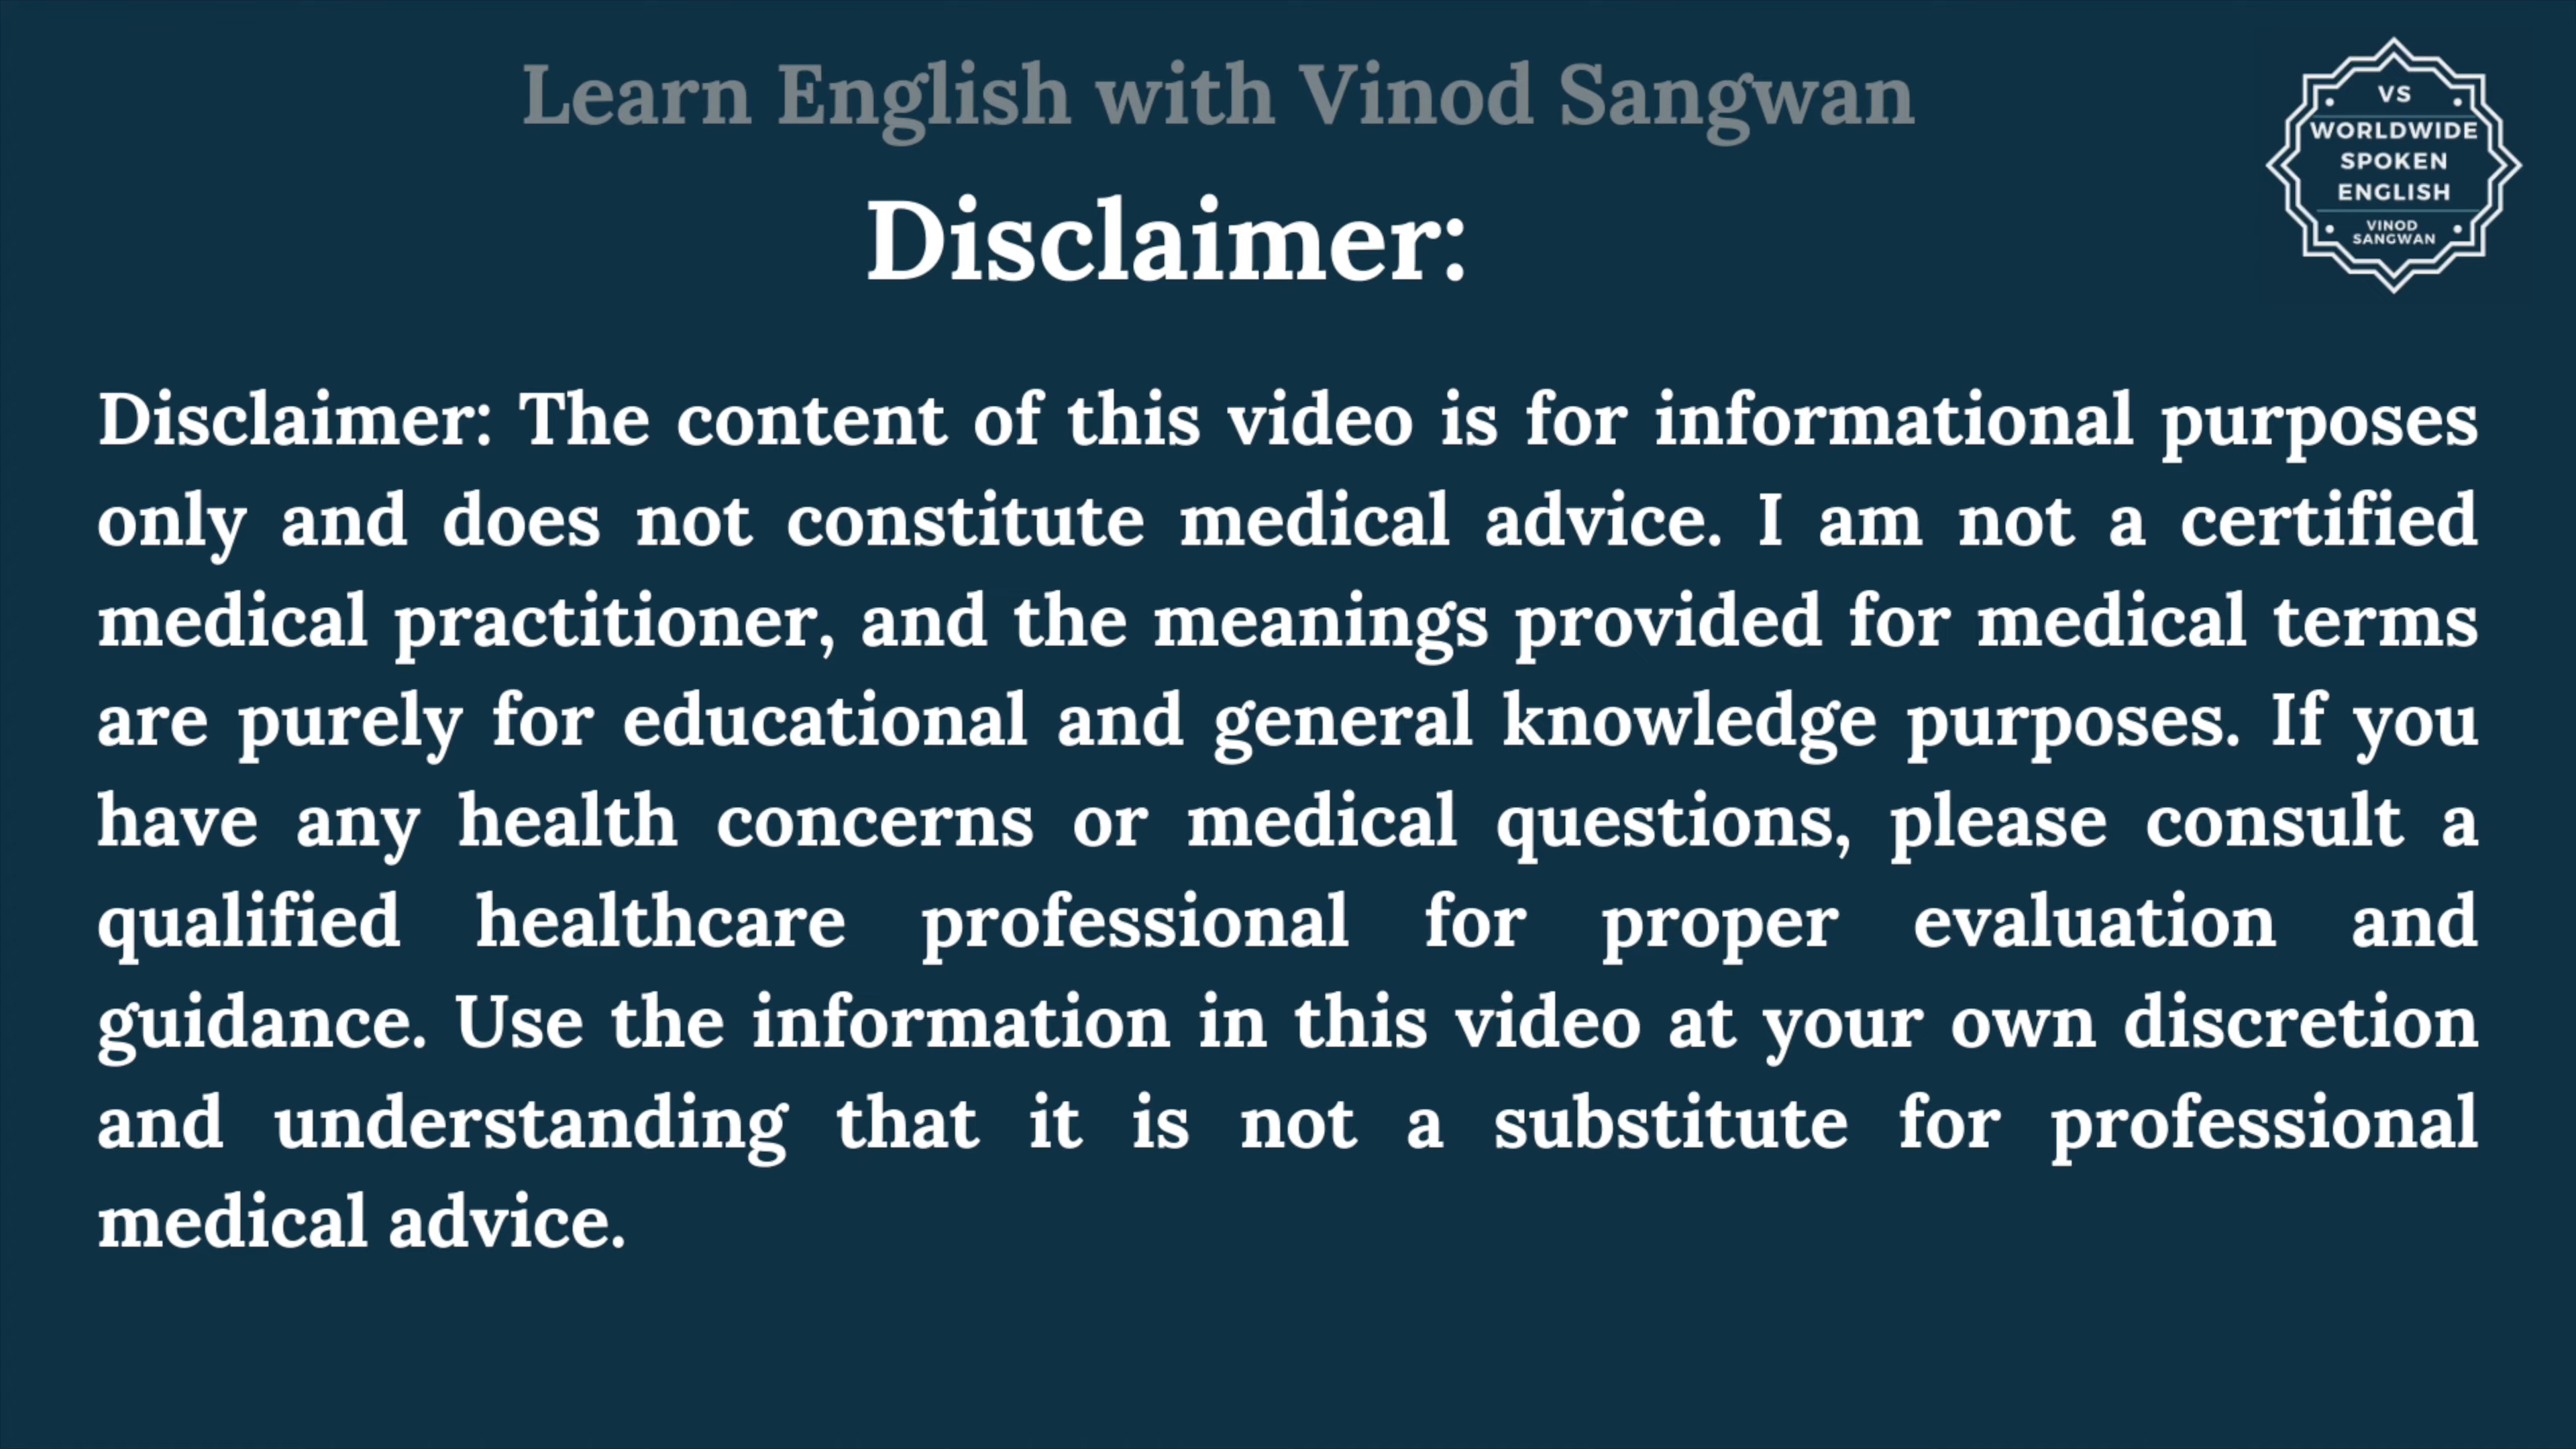 Learn English with Vinod Sangwan
VS
WORLDWIDE
SPOKEN
ENGLISH
VINOD
SANGWAN
Disclaimer:
Disclaimer: The content of this video is for informational purposes
only and does not constitute medical advice. I am not a certified
medical practitioner, and the meanings provided for medical terms
are purely for educational and general knowledge purposes. If you
have any health concerns or medical questions, please consult a
qualified healthcare professional for proper evaluation and
guidance. Use the information in this video at your own discretion
and understanding that it is not a substitute for professional
medical advice.